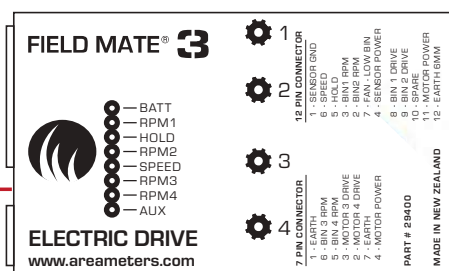 FIELD MATE® 3
BATT
RPM1
HOLD
RPM2
SPEED
RPM3
RPM4
AUX
ELECTRIC DRIVE
www.areameters.com
1
2
3
4
12 PIN CONNECTOR
1 - SENSOR GND
6 - SPEED
5 - HOLD
3 - BIN1 RPM
2 - BIN2 RPM
7 - FAN - LOW BIN
4 - SENSOR POWER
8 - BIN 1 DRIVE
9 - BIN 2 DRIVE
10 - SPARE
11 - MOTOR POWER
12 - EARTH 6MM
7 PIN CONNECTOR
1 - EARTH
6 - BIN 3 RPM
5 - BIN 4 RPM
3 - MOTOR 3 DRIVE
2 - MOTOR 4 DRIVE
7 - EARTH
4 - MOTOR POWER
PART # 29400
MADE IN NEW ZEALAND